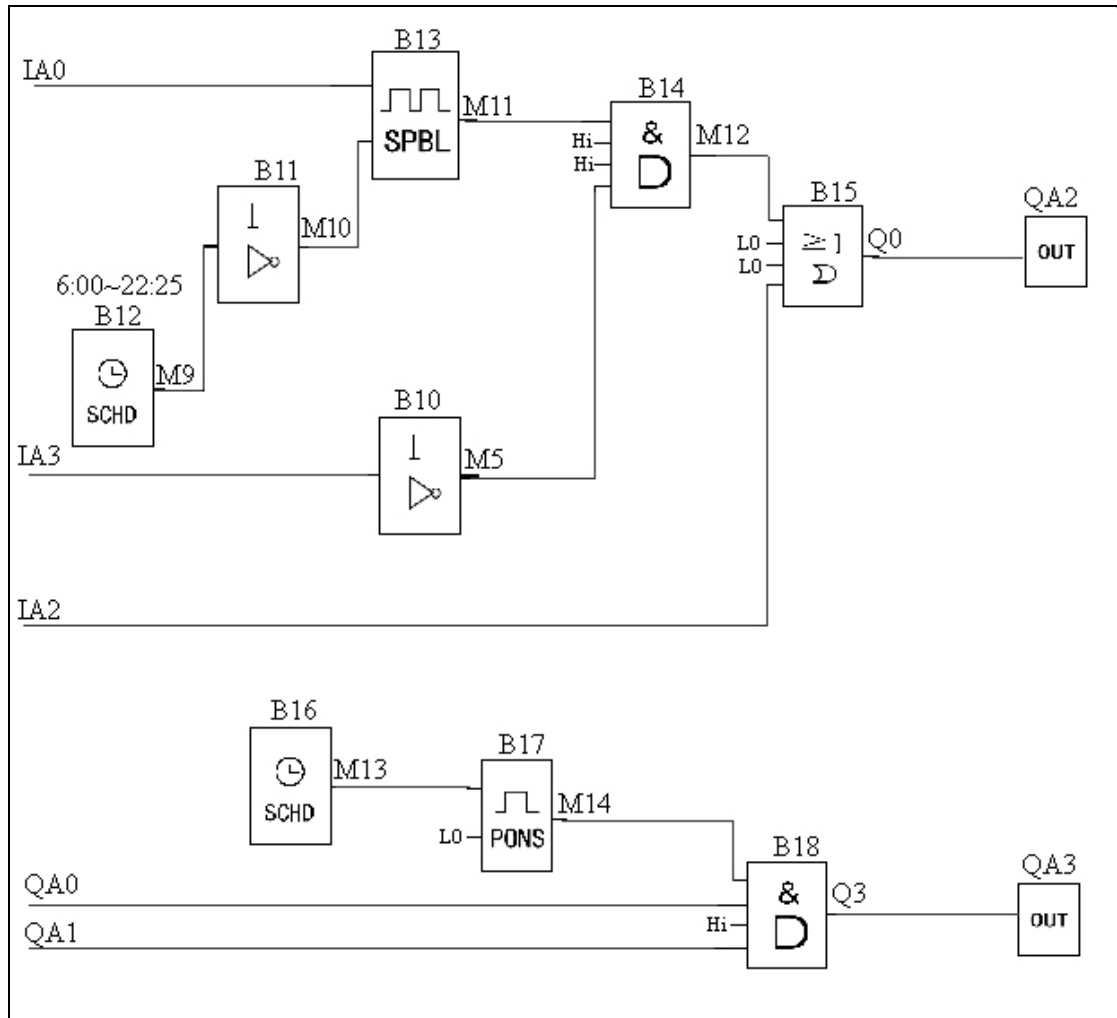 B13
IA0
SPBL
M11
B14
Hi
Hi
&
M12
B11
M10
B15
L0
L0
≥1
Q0
QA2
OUT
6:00~22:25
B12
SCHD
M9
B10
IA3
M5
IA2
B16
M13
SCHD
B17
L0
PONS
M14
B18
QA0
Hi
&
Q3
QA3
OUT
QA1